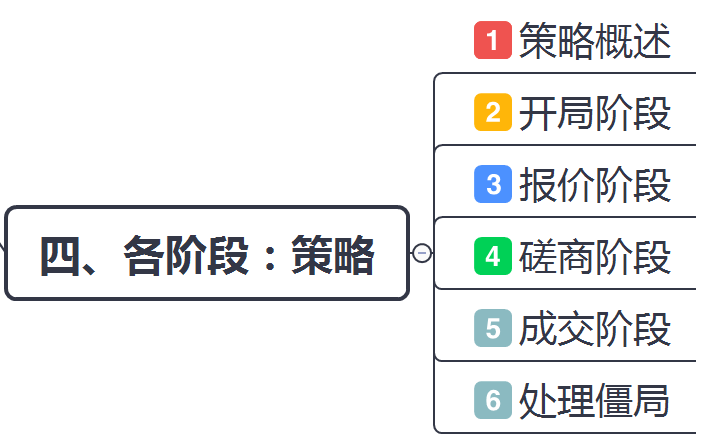 1 策略概述
2 开局阶段
3 报价阶段
四、各阶段：策略
4 磋商阶段
5 成交阶段
6 处理僵局